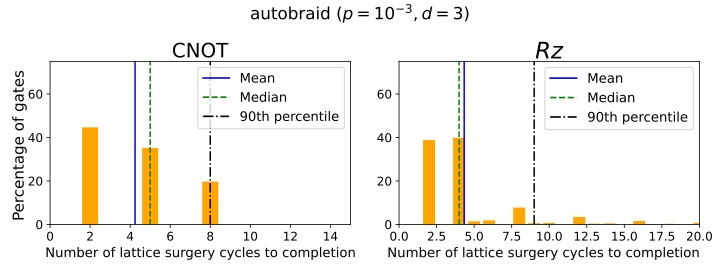 autobraid (p = 10⁻³, d = 3)
CNOT
Percentage of gates
60
40
20
0
0 2 4 6 8 10 12 14
Number of lattice surgery cycles to completion
Mean
Median
90th percentile
Rz
60
40
20
0
0.0 2.5 5.0 7.5 10.0 12.5 15.0 17.5 20.0
Number of lattice surgery cycles to completion
Mean
Median
90th percentile